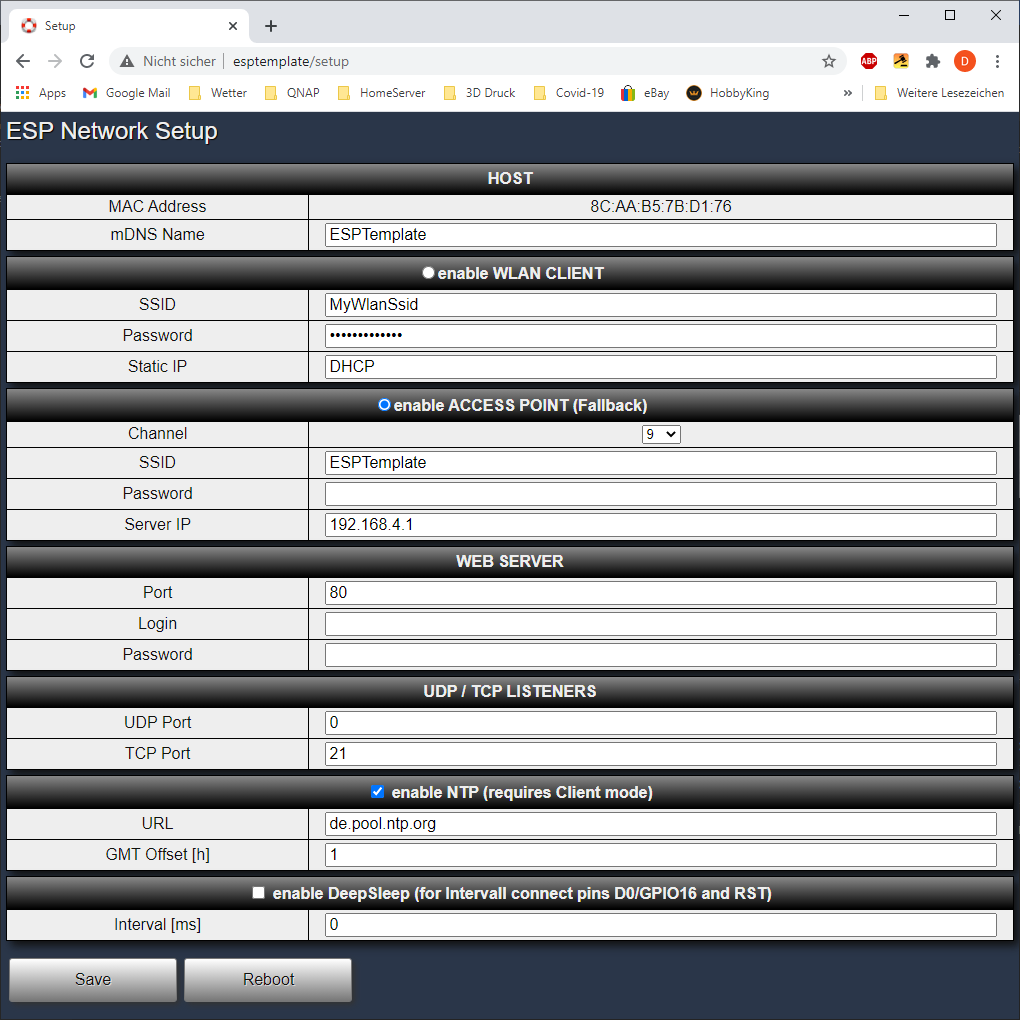 Setup
Nicht sicher esptemplate/setup ABP D
Apps Google Mail Wetter QNAP HomeServer 3D Druck Covid-19 eBay HobbyKing » Weitere Lesezeichen
ESP Network Setup
HOST
MAC Address 8C:AA:B5:7B:D1:76
mDNS Name ESPTemplate
enable WLAN CLIENT
SSID MyWlanSsid
Password •••••••••••••
Static IP DHCP
enable ACCESS POINT (Fallback)
Channel 9
SSID ESPTemplate
Password
Server IP 192.168.4.1
WEB SERVER
Port 80
Login
Password
UDP / TCP LISTENERS
UDP Port 0
TCP Port 21
enable NTP (requires Client mode)
URL de.pool.ntp.org
GMT Offset [h] 1
enable DeepSleep (for Intervall connect pins D0/GPIO16 and RST)
Interval [ms] 0
Save Reboot